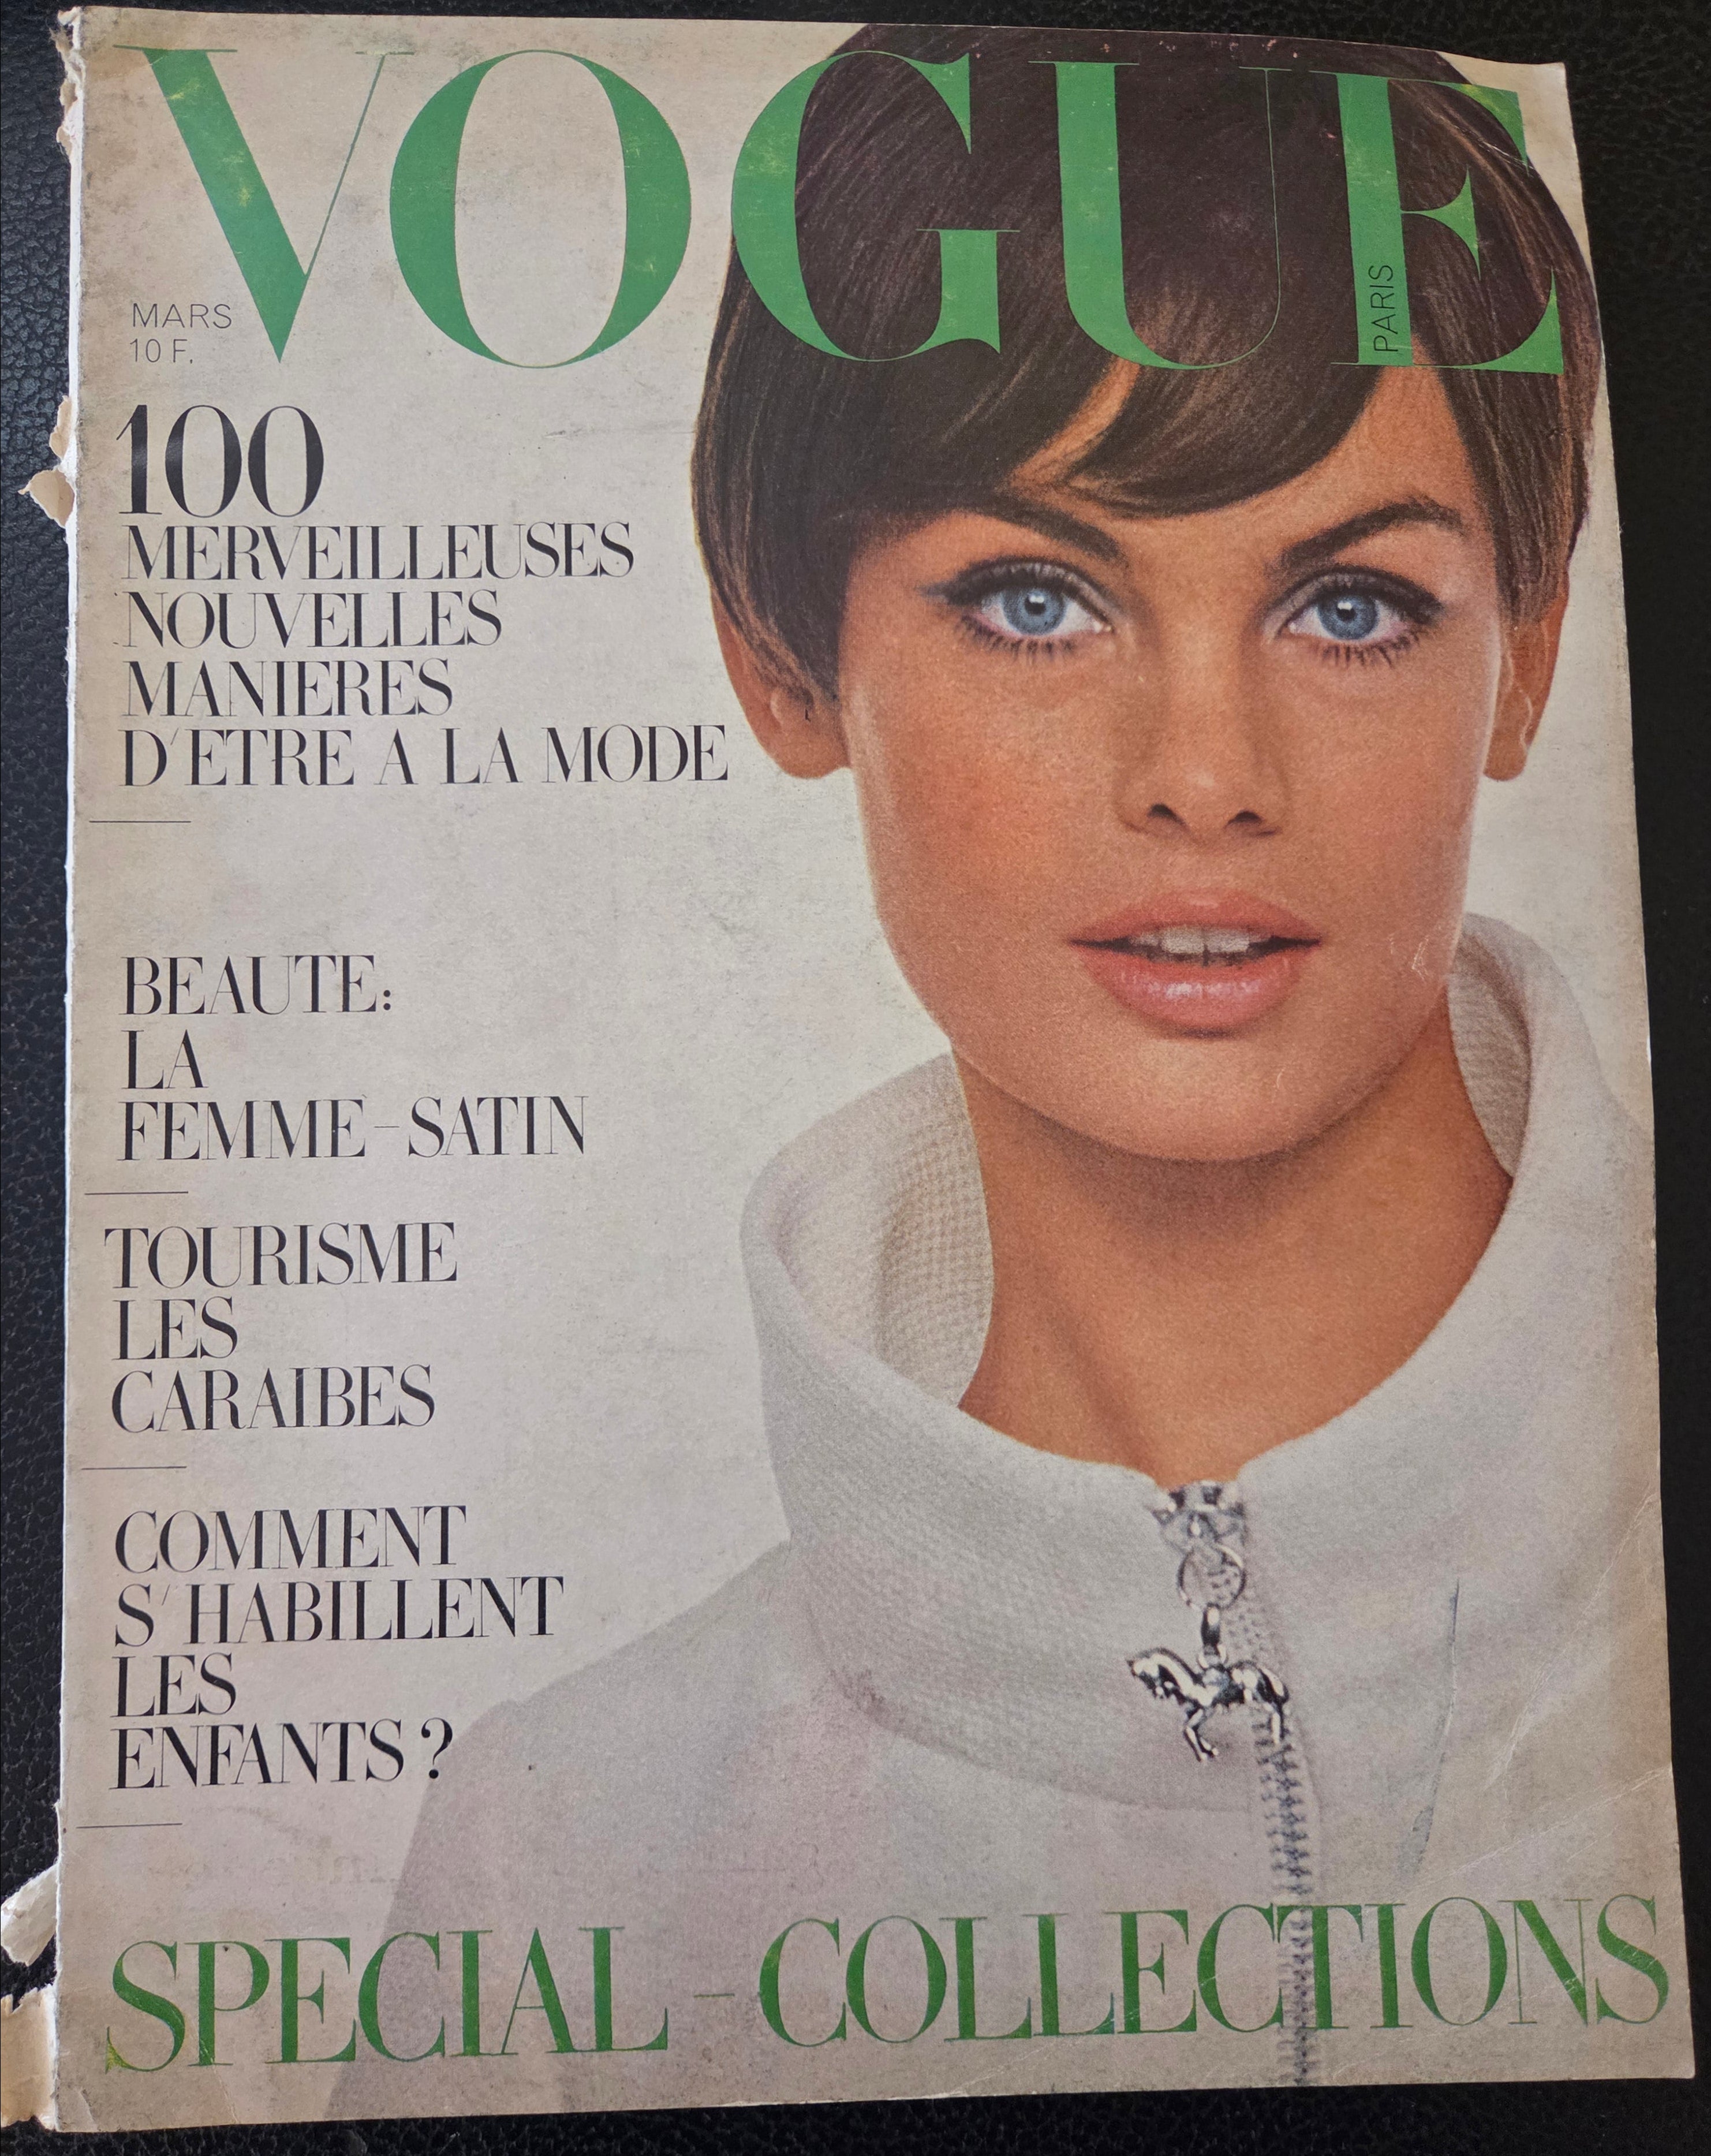 VOGUE
PARIS
MARS
10 F.
100
MERVEILLEUSES
NOUVELLES
MANIERES
D'ETRE A LA MODE
BEAUTE:
LA
FEMME-SATIN
TOURISME
LES
CARAIBES
COMMENT
S'HABILLENT
LES
ENFANTS ?
SPECIAL-COLLECTIONS